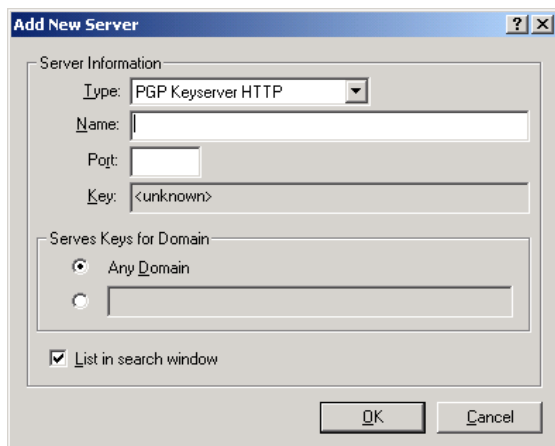 Add New Server
Server Information
Type: PGP Keyserver HTTP
Name:
Port:
Key: <unknown>
Serves Keys for Domain
Any Domain
List in search window
OK Cancel